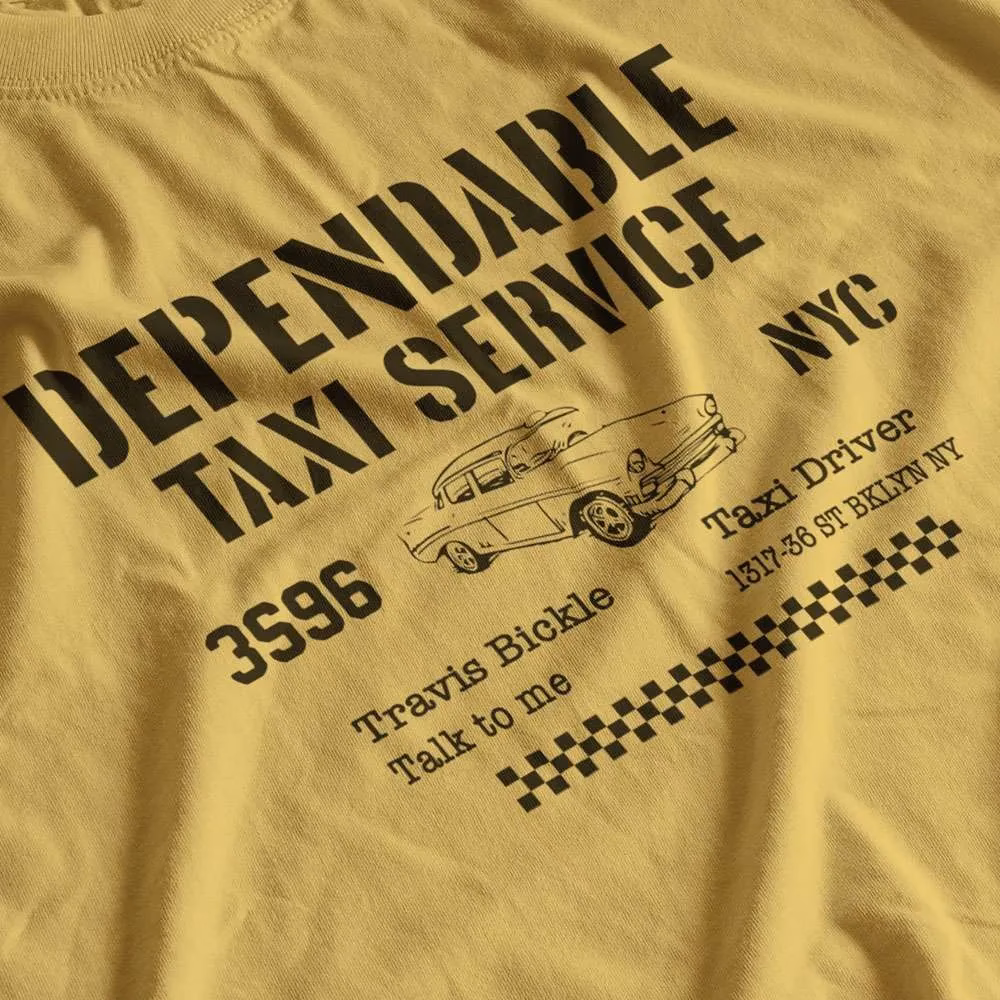 DEPENDABLE
TAXI SERVICE
3596 NYC
Travis Bickle Taxi Driver
Talk to me 1317-36 ST BKLYN NY